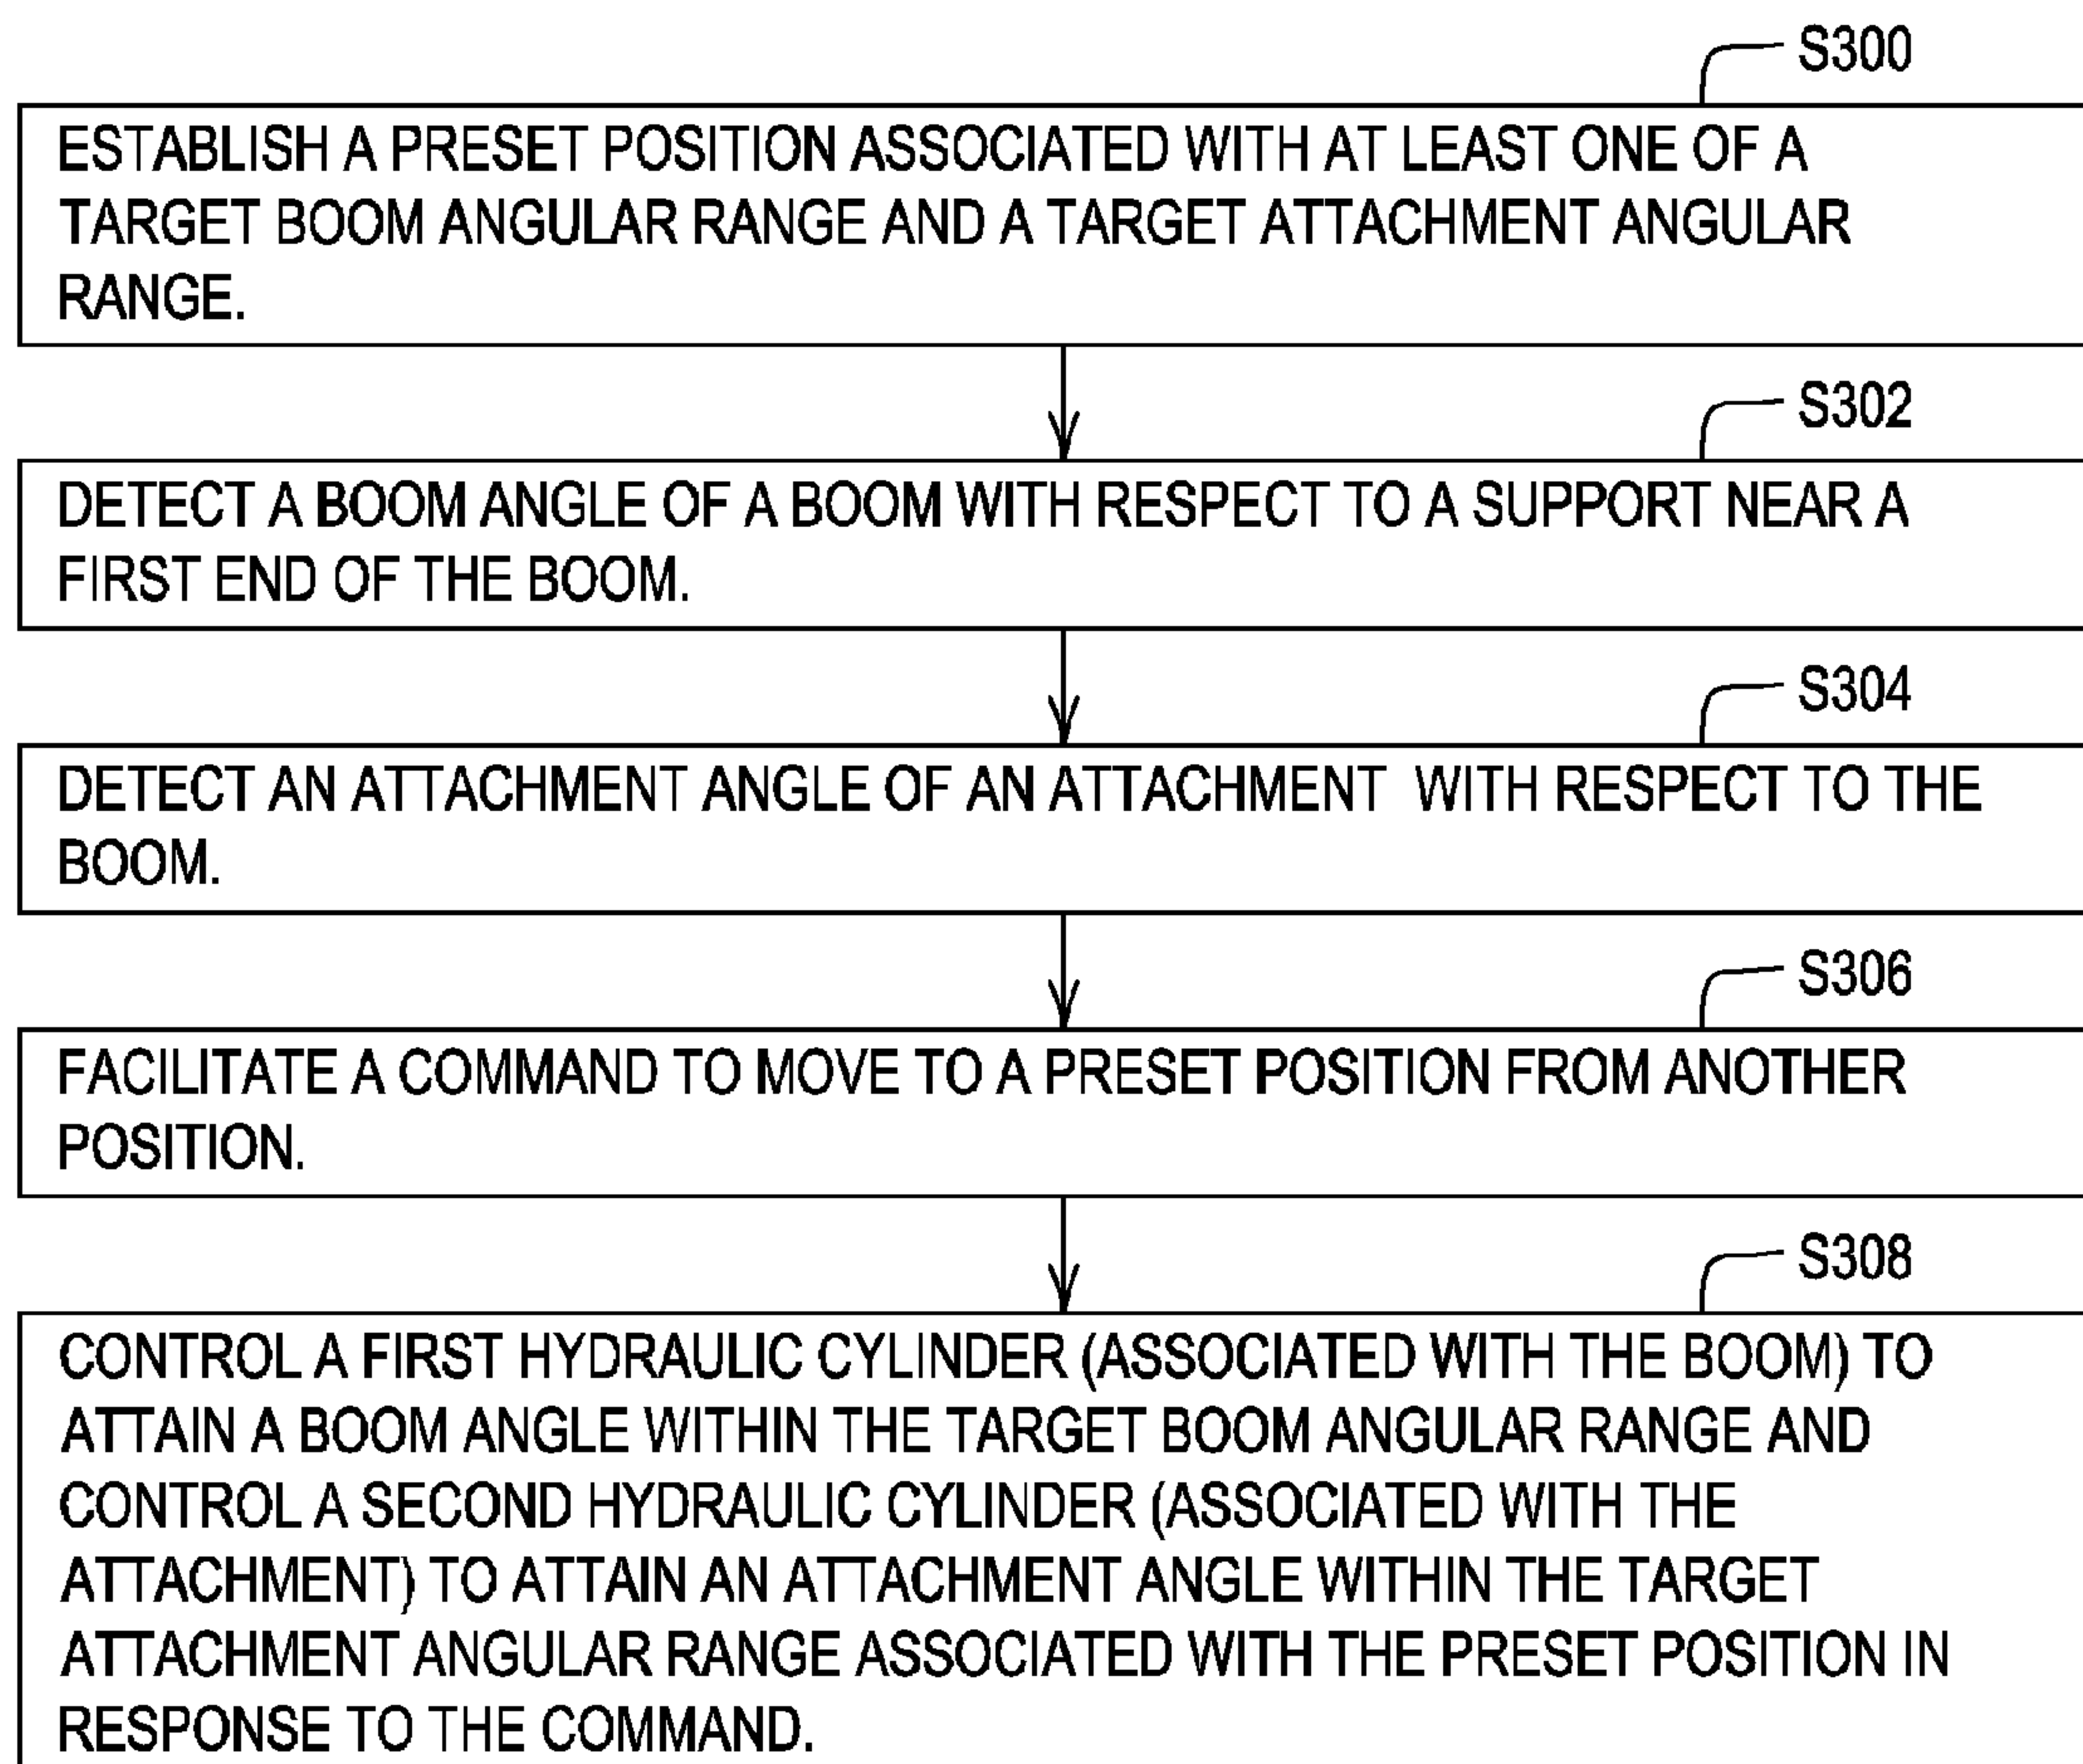 S300
ESTABLISH A PRESET POSITION ASSOCIATED WITH AT LEAST ONE OF A
TARGET BOOM ANGULAR RANGE AND A TARGET ATTACHMENT ANGULAR
RANGE.
S302
DETECT A BOOM ANGLE OF A BOOM WITH RESPECT TO A SUPPORT NEAR A
FIRST END OF THE BOOM.
S304
DETECT AN ATTACHMENT ANGLE OF AN ATTACHMENT WITH RESPECT TO THE
BOOM.
S306
FACILITATE A COMMAND TO MOVE TO A PRESET POSITION FROM ANOTHER
POSITION.
S308
CONTROL A FIRST HYDRAULIC CYLINDER (ASSOCIATED WITH THE BOOM) TO
ATTAIN A BOOM ANGLE WITHIN THE TARGET BOOM ANGULAR RANGE AND
CONTROL A SECOND HYDRAULIC CYLINDER (ASSOCIATED WITH THE
ATTACHMENT) TO ATTAIN AN ATTACHMENT ANGLE WITHIN THE TARGET
ATTACHMENT ANGULAR RANGE ASSOCIATED WITH THE PRESET POSITION IN
RESPONSE TO THE COMMAND.